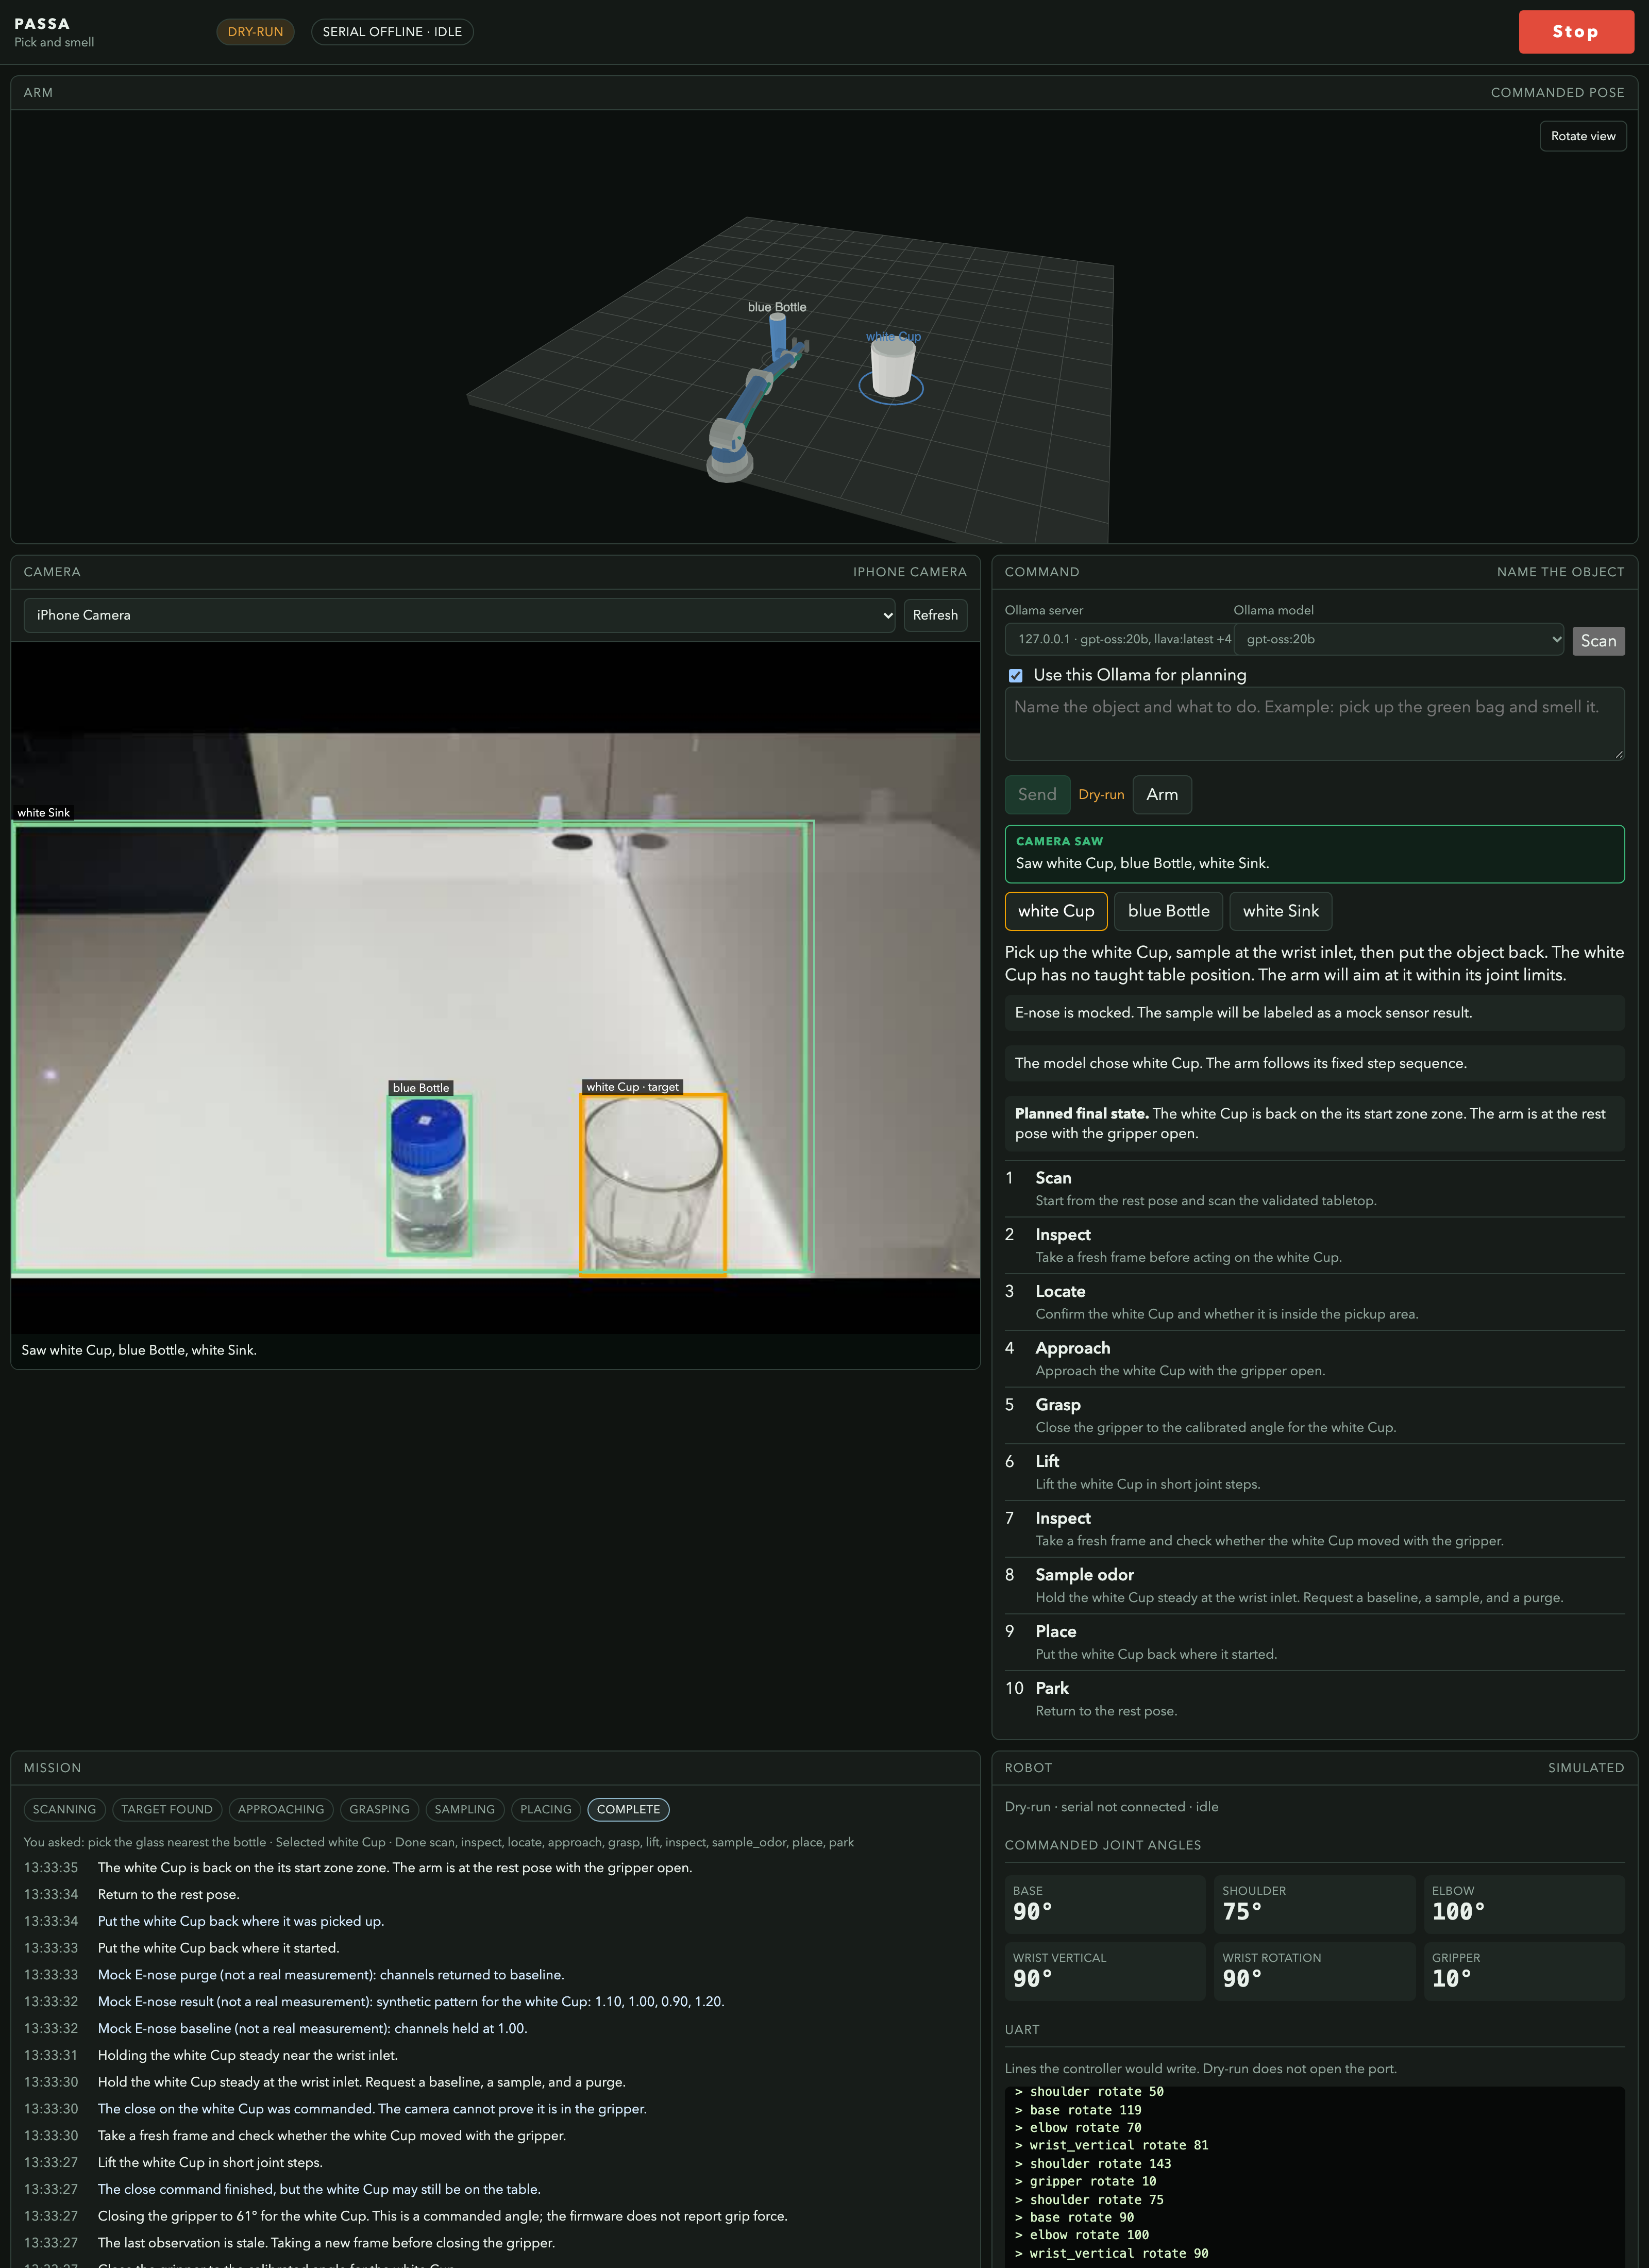 PASSA
Pick and smell
DRY-RUN
SERIAL OFFLINE · IDLE
Stop
ARM
COMMANDED POSE
Rotate view
blue Bottle
white Cup
CAMERA
IPHONE CAMERA
iPhone Camera
Refresh
white Sink
blue Bottle
white Cup · target
Saw white Cup, blue Bottle, white Sink.
COMMAND
NAME THE OBJECT
Ollama server
Ollama model
127.0.0.1 · gpt-oss:20b, llava:latest +4
gpt-oss:20b
Scan
Use this Ollama for planning
Name the object and what to do. Example: pick up the green bag and smell it.
Send
Dry-run
Arm
CAMERA SAW
Saw white Cup, blue Bottle, white Sink.
white Cup
blue Bottle
white Sink
Pick up the white Cup, sample at the wrist inlet, then put the object back. The white
Cup has no taught table position. The arm will aim at it within its joint limits.
E-nose is mocked. The sample will be labeled as a mock sensor result.
The model chose white Cup. The arm follows its fixed step sequence.
Planned final state. The white Cup is back on the its start zone zone. The arm is at the rest
pose with the gripper open.
1 Scan
Start from the rest pose and scan the validated tabletop.
2 Inspect
Take a fresh frame before acting on the white Cup.
3 Locate
Confirm the white Cup and whether it is inside the pickup area.
4 Approach
Approach the white Cup with the gripper open.
5 Grasp
Close the gripper to the calibrated angle for the white Cup.
6 Lift
Lift the white Cup in short joint steps.
7 Inspect
Take a fresh frame and check whether the white Cup moved with the gripper.
8 Sample odor
Hold the white Cup steady at the wrist inlet. Request a baseline, a sample, and a purge.
9 Place
Put the white Cup back where it started.
10 Park
Return to the rest pose.
MISSION
SCANNING
TARGET FOUND
APPROACHING
GRASPING
SAMPLING
PLACING
COMPLETE
You asked: pick the glass nearest the bottle · Selected white Cup · Done scan, inspect, locate, approach, grasp, lift, inspect, sample_odor, place, park
13:33:35 The white Cup is back on the its start zone zone. The arm is at the rest pose with the gripper open.
13:33:34 Return to the rest pose.
13:33:34 Put the white Cup back where it was picked up.
13:33:33 Put the white Cup back where it started.
13:33:33 Mock E-nose purge (not a real measurement): channels returned to baseline.
13:33:32 Mock E-nose result (not a real measurement): synthetic pattern for the white Cup: 1.10, 1.00, 0.90, 1.20.
13:33:32 Mock E-nose baseline (not a real measurement): channels held at 1.00.
13:33:31 Holding the white Cup steady near the wrist inlet.
13:33:30 Hold the white Cup steady at the wrist inlet. Request a baseline, a sample, and a purge.
13:33:30 The close on the white Cup was commanded. The camera cannot prove it is in the gripper.
13:33:30 Take a fresh frame and check whether the white Cup moved with the gripper.
13:33:27 Lift the white Cup in short joint steps.
13:33:27 The close command finished, but the white Cup may still be on the table.
13:33:27 Closing the gripper to 61° for the white Cup. This is a commanded angle; the firmware does not report grip force.
13:33:27 The last observation is stale. Taking a new frame before closing the gripper.
ROBOT
SIMULATED
Dry-run · serial not connected · idle
COMMANDED JOINT ANGLES
BASE
90°
SHOULDER
75°
ELBOW
100°
WRIST VERTICAL
90°
WRIST ROTATION
90°
GRIPPER
10°
UART
Lines the controller would write. Dry-run does not open the port.
> shoulder rotate 50
> base rotate 119
> elbow rotate 70
> wrist_vertical rotate 81
> shoulder rotate 143
> gripper rotate 10
> shoulder rotate 75
> base rotate 90
> elbow rotate 100
> wrist_vertical rotate 90